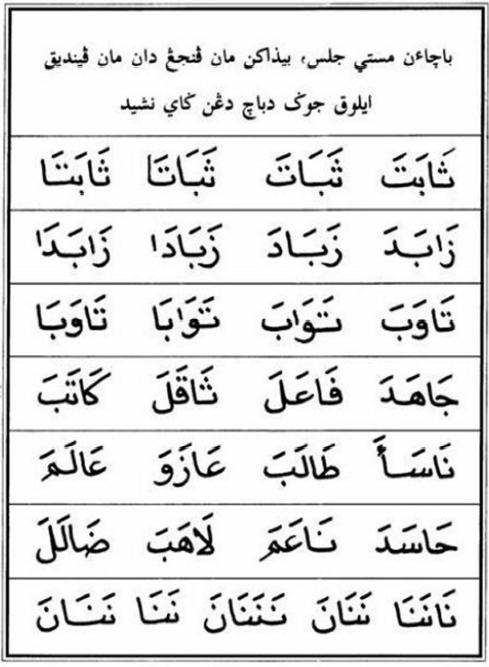 باچاءن مستي جلس، بيذاكن مان ڤنجڠ دان مان ڤينديق
ايلوق جوݢ دباچ دڠن ݢاي نشيد
ثَابَتَ ثَبَاتَ ثَبَاتَا ثَابَتَا
زَابَدَ زَبَادَ زَبَادَا زَابَدَا
تَاوَبَ تَوَابَ تَوَابَا تَاوَبَا
جَاهَدَ فَاعَلَ ثَاقَلَ كَاتَبَ
نَاسَأَ طَالَبَ عَازَوَ عَالَمَ
حَاسَدَ نَاعَمَ لَاهَبَ ضَالَلَ
نَانَنَا نَنَانَ نَنَنَانَ نَنَا نَنَانَ